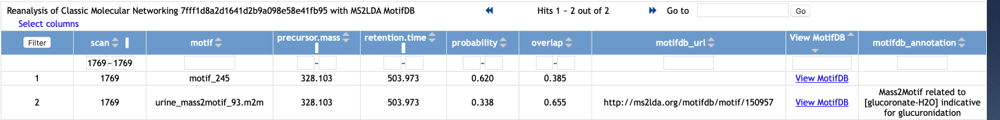 Reanalysis of Classic Molecular Networking 7fff1d8a2d1641d2b9a098e58e41fb95 with MS2LDA MotifDB Hits 1 ~ 2 out of 2 Go to Go
Select columns
Filter scan motif precursor.mass retention.time probability overlap motifdb_url View MotifDB motifdb_annotation
1769 ~ 1769 ~ ~ ~ ~
1 1769 motif_245 328.103 503.973 0.620 0.385 View MotifDB
2 1769 urine_mass2motif_93.m2m 328.103 503.973 0.338 0.655 http://ms2lda.org/motifdb/motif/150957 View MotifDB Mass2Motif related to
[glucoronate-H2O] indicative
for glucuronidation